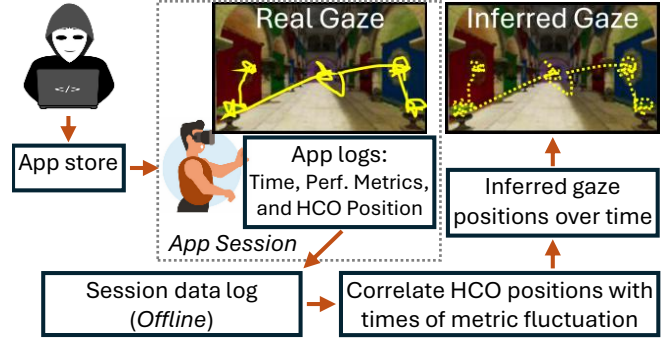 Real Gaze
Inferred Gaze
</>
App store
App logs:
Time, Perf. Metrics,
and HCO Position
App Session
Inferred gaze
positions over time
Session data log
(Offline)
Correlate HCO positions with
times of metric fluctuation